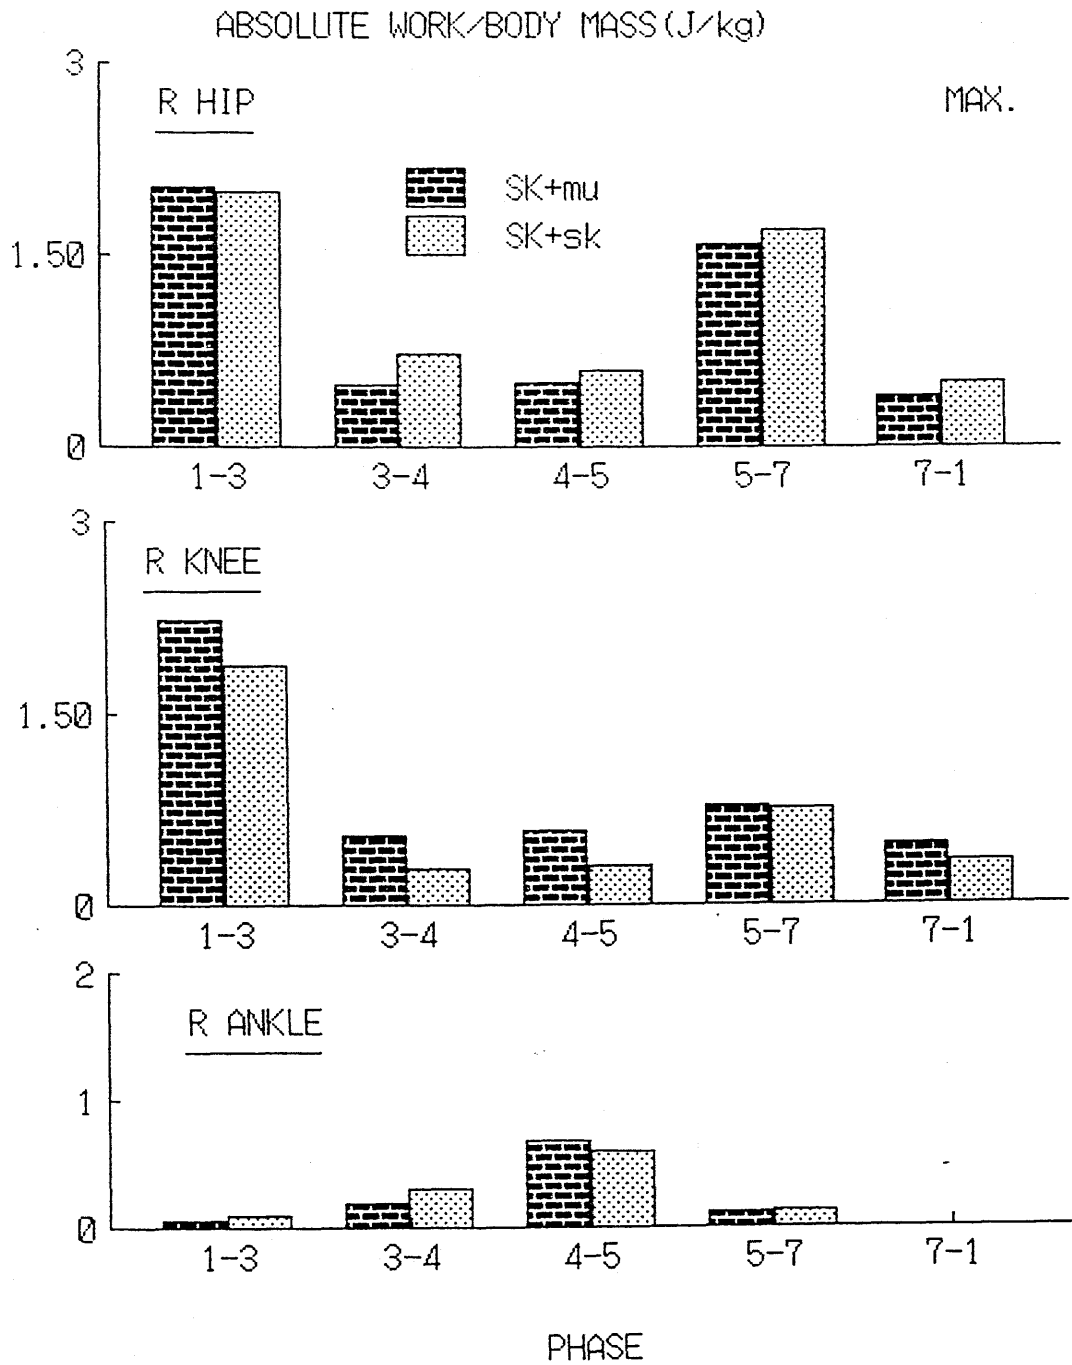 ABSOLUTE WORK/BODY MASS(J/kg)
3
R HIP
MAX.
SK+mu
SK+sk
1.50
0
1-3 3-4 4-5 5-7 7-1
3
R KNEE
1.50
0
1-3 3-4 4-5 5-7 7-1
2
R ANKLE
1
0
1-3 3-4 4-5 5-7 7-1
PHASE